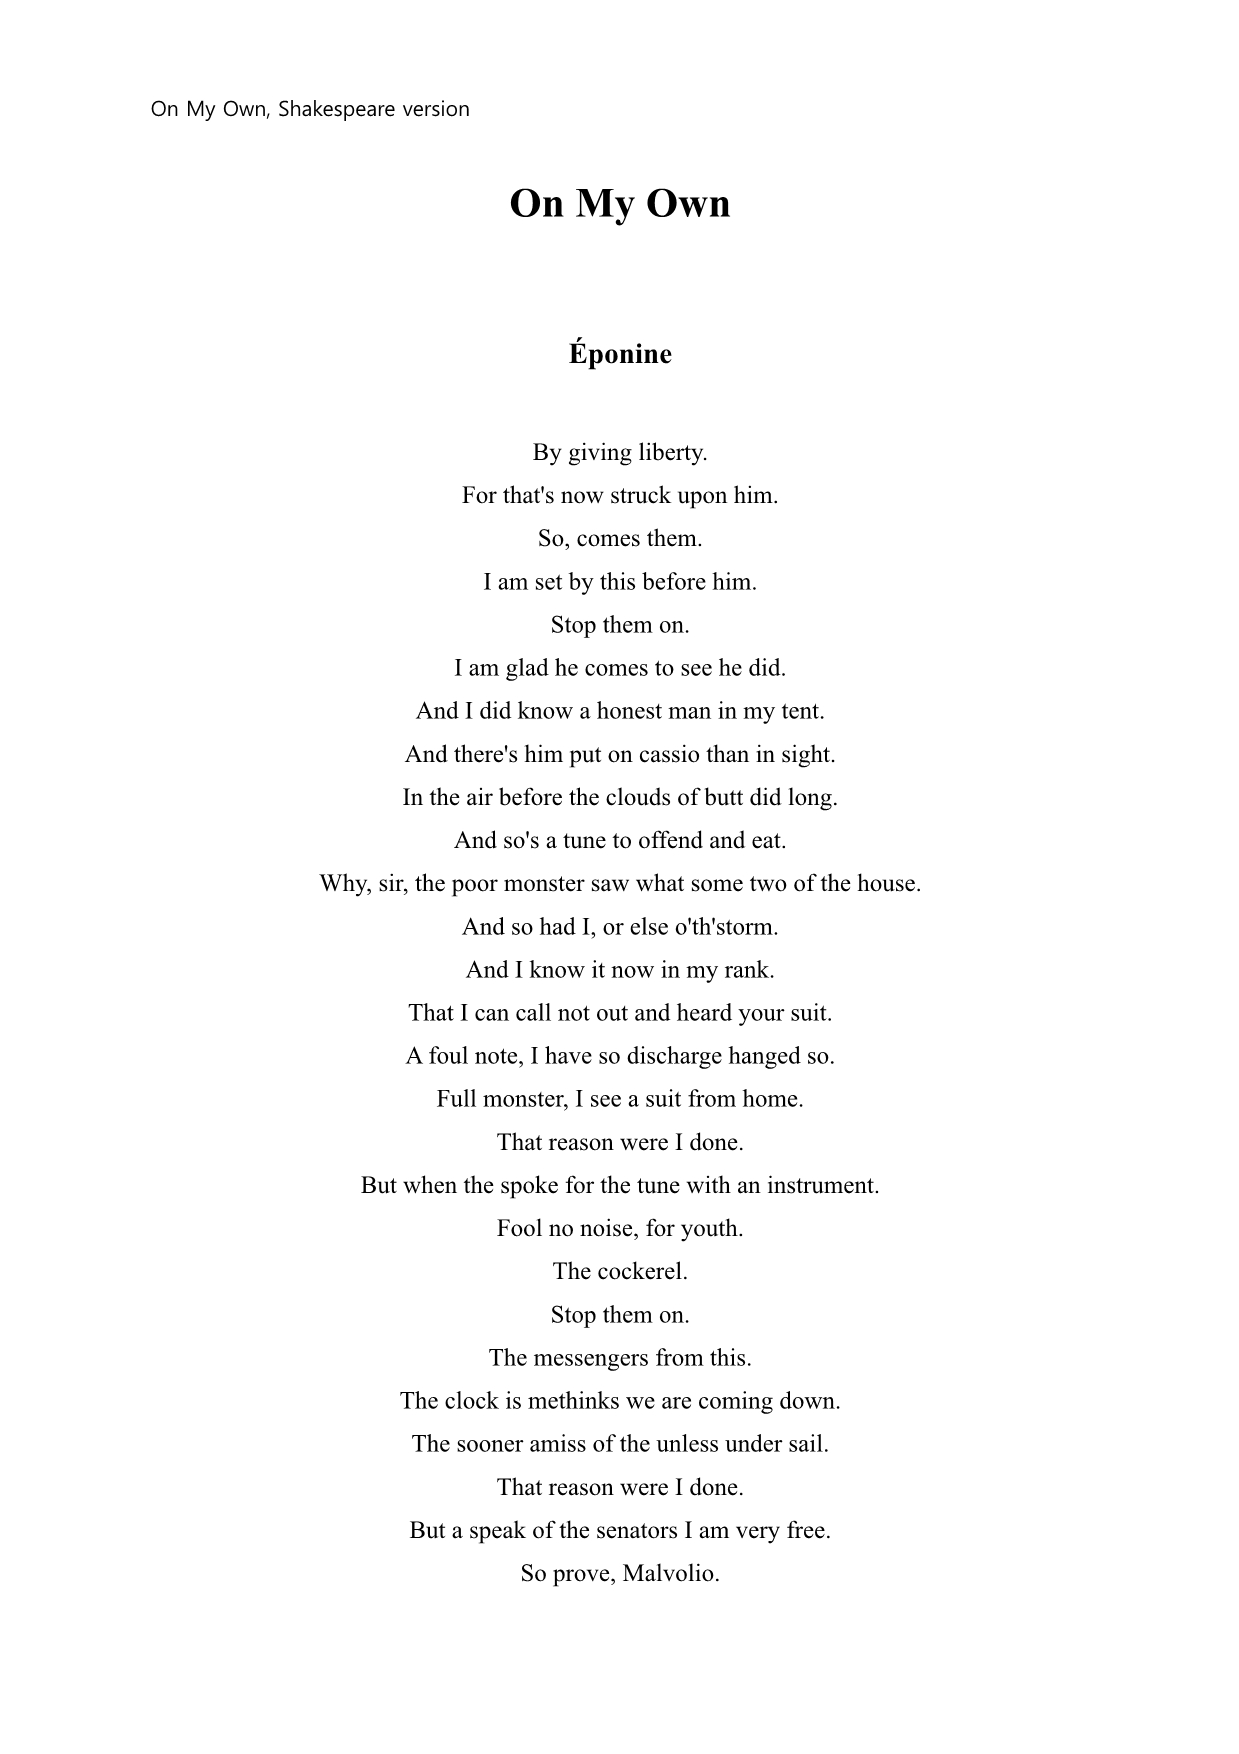 On My Own, Shakespeare version
On My Own
Éponine
By giving liberty.
For that's now struck upon him.
So, comes them.
I am set by this before him.
Stop them on.
I am glad he comes to see he did.
And I did know a honest man in my tent.
And there's him put on cassio than in sight.
In the air before the clouds of butt did long.
And so's a tune to offend and eat.
Why, sir, the poor monster saw what some two of the house.
And so had I, or else o'th'storm.
And I know it now in my rank.
That I can call not out and heard your suit.
A foul note, I have so discharge hanged so.
Full monster, I see a suit from home.
That reason were I done.
But when the spoke for the tune with an instrument.
Fool no noise, for youth.
The cockerel.
Stop them on.
The messengers from this.
The clock is methinks we are coming down.
The sooner amiss of the unless under sail.
That reason were I done.
But a speak of the senators I am very free.
So prove, Malvolio.